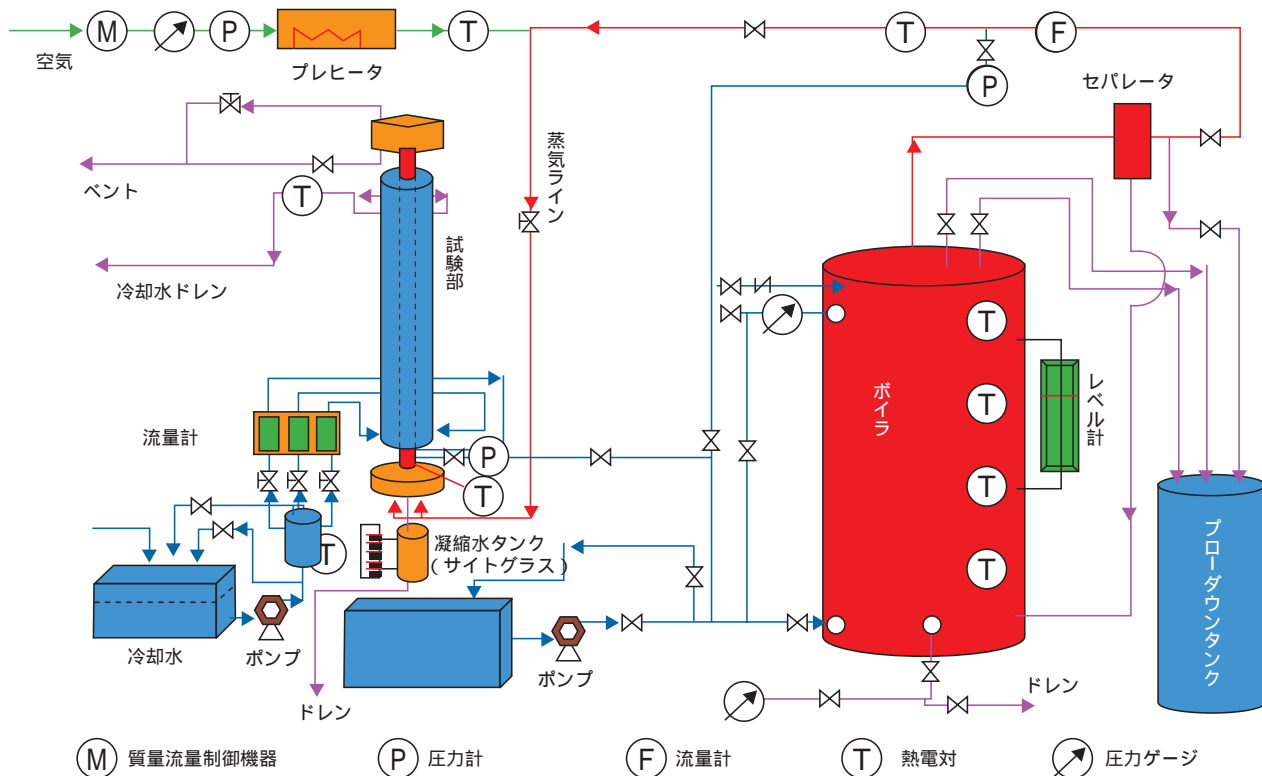 M
P
T
空気
プレヒータ
T
F
P
セパレータ
ベント
T
蒸気ライン
試験部
冷却水ドレン
T
ボイラ
T
レベル計
流量計
P
T
T
T
T
凝縮水タンク
(サイトグラス)
ブローダウンタンク
冷却水
ポンプ
ポンプ
ドレン
ドレン
M 質量流量制御機器
P 圧力計
F 流量計
T 熱電対
圧力ゲージ